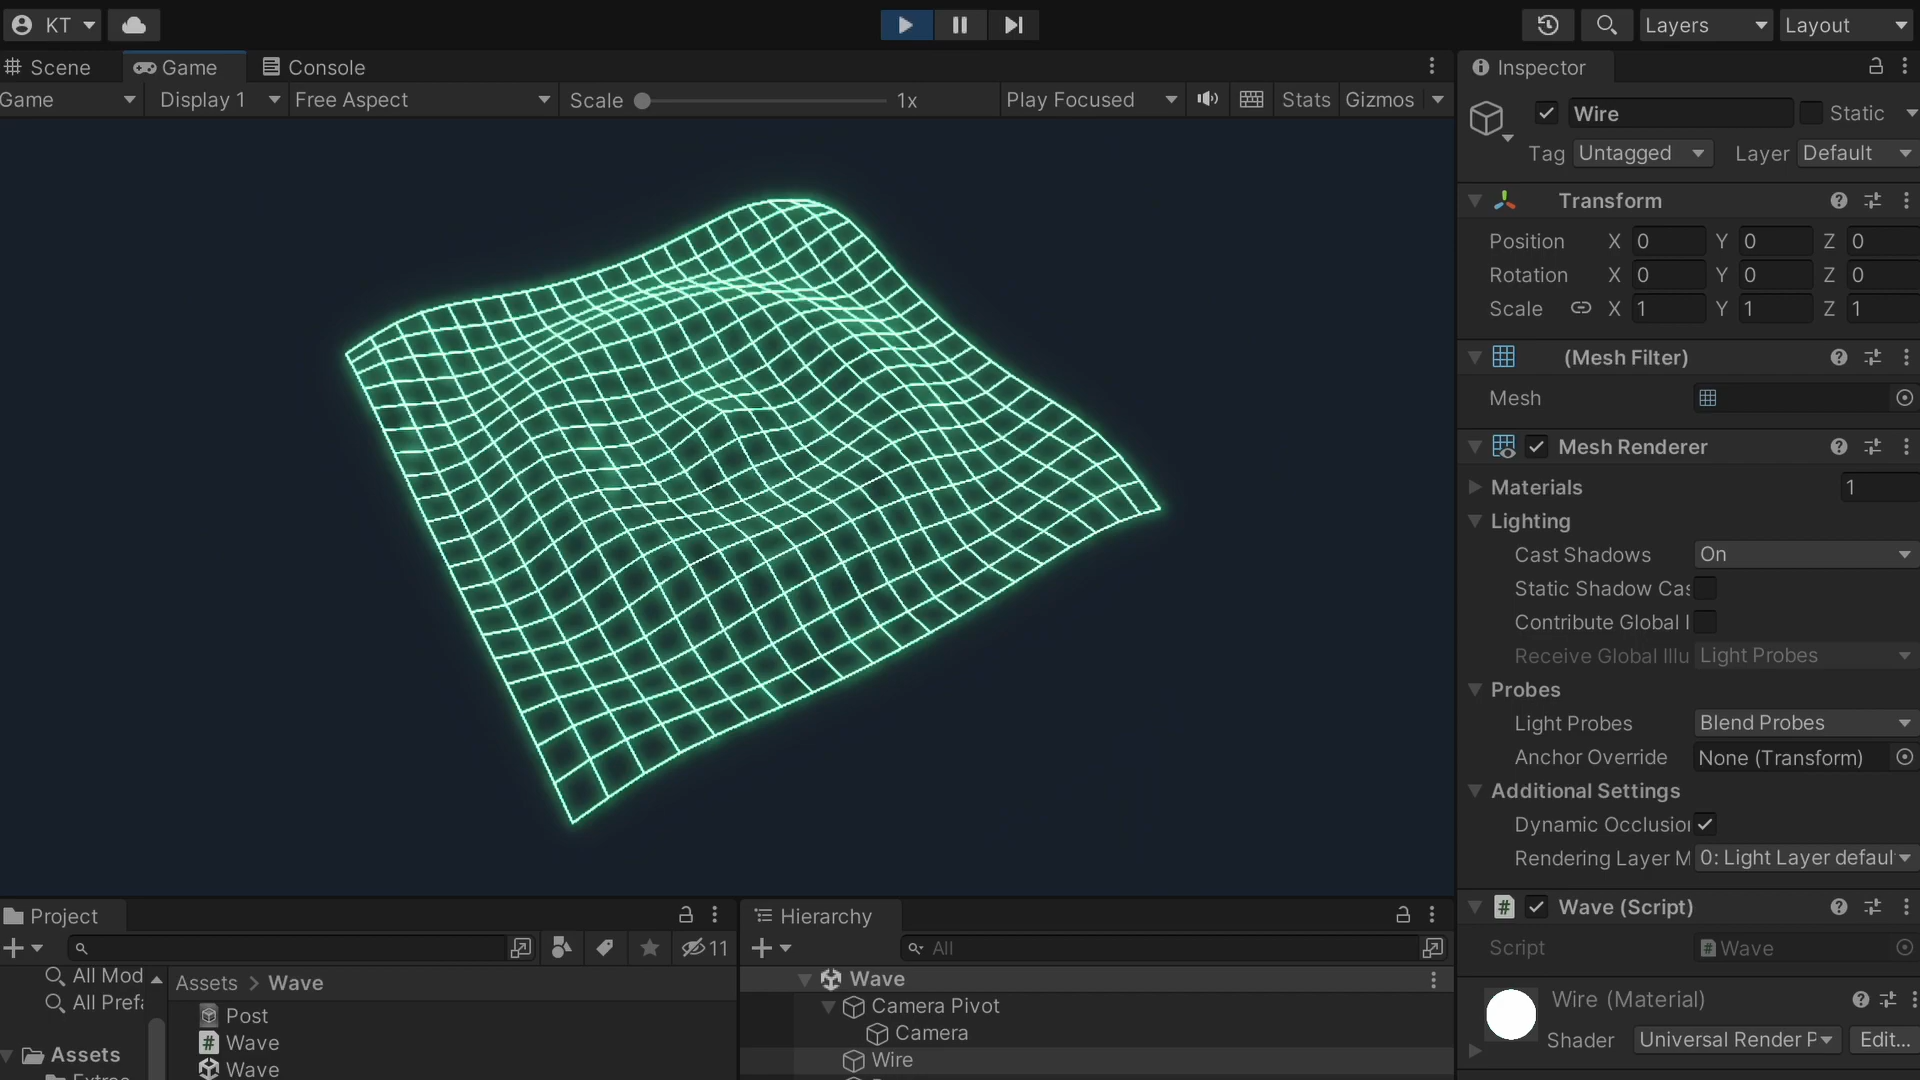 KT
Layers
Layout
Scene
Game
Console
Inspector
Game
Display 1
Free Aspect
Scale
1x
Play Focused
Stats
Gizmos
Wire
Static
Tag
Untagged
Layer
Default
Transform
Position X 0 Y 0 Z 0
Rotation X 0 Y 0 Z 0
Scale X 1 Y 1 Z 1
(Mesh Filter)
Mesh
Mesh Renderer
Materials 1
Lighting
Cast Shadows On
Static Shadow Cas
Contribute Global I
Receive Global Illu Light Probes
Probes
Light Probes Blend Probes
Anchor Override None (Transform)
Additional Settings
Dynamic Occlusion
Rendering Layer M 0: Light Layer defaul
Wave (Script)
Script Wave
Wire (Material)
Shader Universal Render P Edit...
Project
11
All Mod
All Prefa
Assets
Assets > Wave
Post
Wave
Wave
Hierarchy
All
Wave
Camera Pivot
Camera
Wire